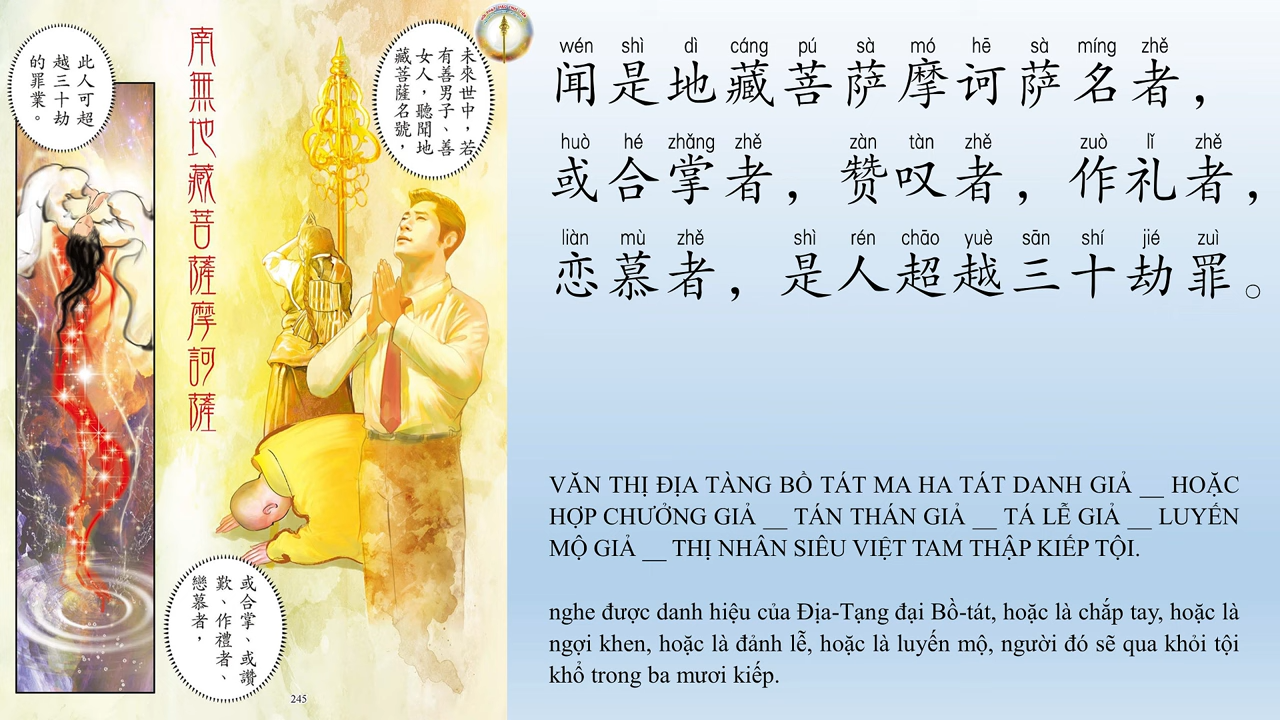 未來世中，若
有善男子、善
女人，聽聞地
藏菩薩名號，
南無地藏菩薩摩訶薩
或合掌、或讚
歎、作禮者、
戀慕者，
此人可超
越三十劫
的罪業。
245
wén shì dì cáng pú sà mó hē sà míng zhě
闻是地藏菩萨摩诃萨名者，
huò hé zhǎng zhě zàn tàn zhě zuò lǐ zhě
或合掌者，赞叹者，作礼者，
liàn mù zhě shì rén chāo yuè sān shí jié zuì
恋慕者，是人超越三十劫罪。
VĂN THỊ ĐỊA TÀNG BỒ TÁT MA HA TÁT DANH GIẢ __ HOẶC
HỢP CHƯỞNG GIẢ __ TÁN THÁN GIẢ __ TÁ LỄ GIẢ __ LUYẾN
MỘ GIẢ __ THỊ NHÂN SIÊU VIỆT TAM THẬP KIẾP TỘI.
nghe được danh hiệu của Địa-Tạng đại Bồ-tát, hoặc là chắp tay, hoặc là
ngợi khen, hoặc là đảnh lễ, hoặc là luyến mộ, người đó sẽ qua khỏi tội
khổ trong ba mươi kiếp.